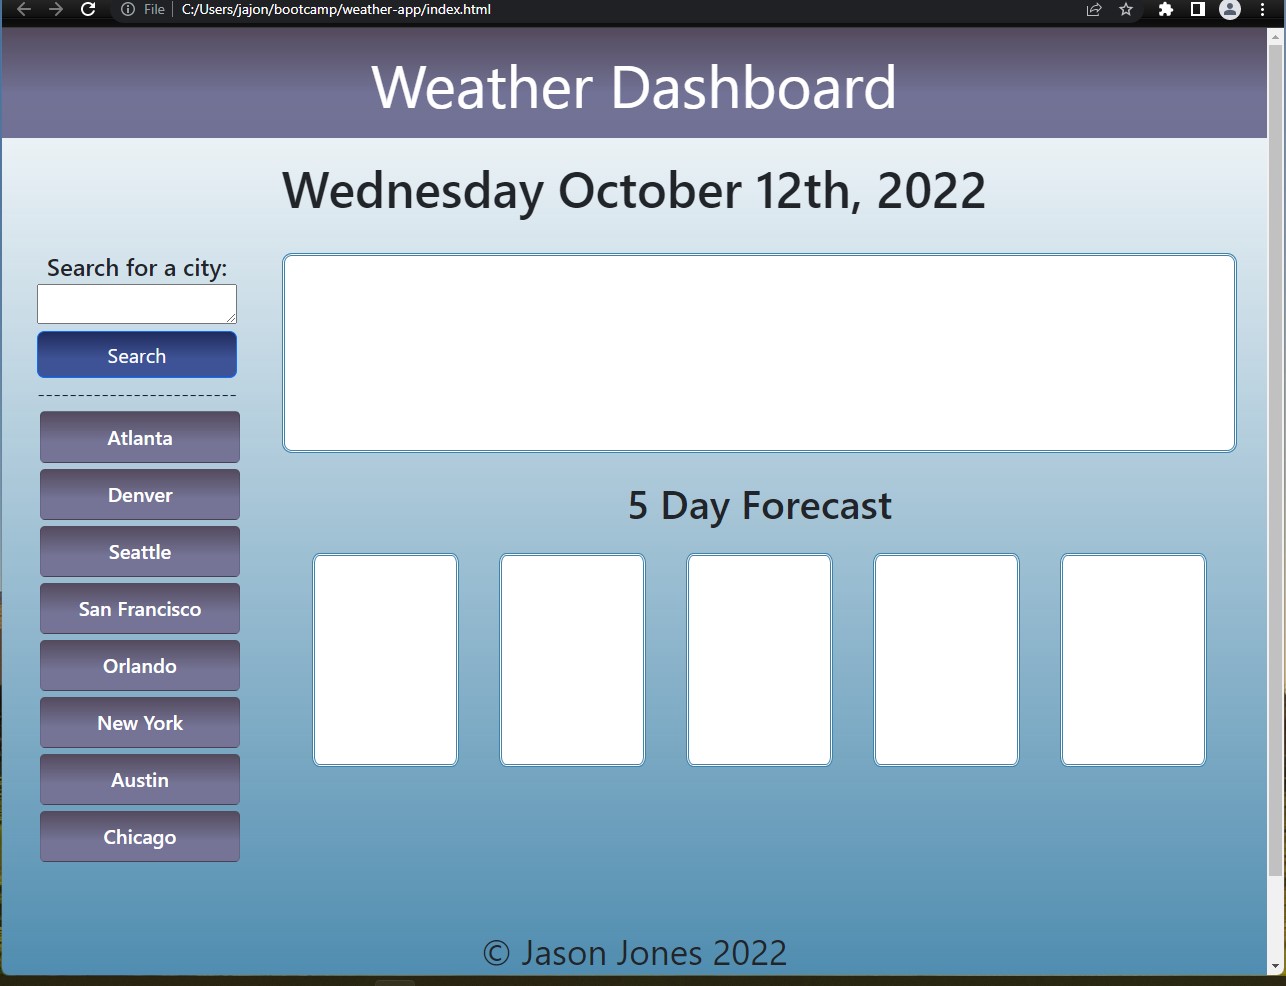 File C:/Users/jajon/bootcamp/weather-app/index.html
Weather Dashboard
Wednesday October 12th, 2022
Search for a city:
Search
-------------------------
Atlanta
Denver
Seattle
San Francisco
Orlando
New York
Austin
Chicago
5 Day Forecast
© Jason Jones 2022